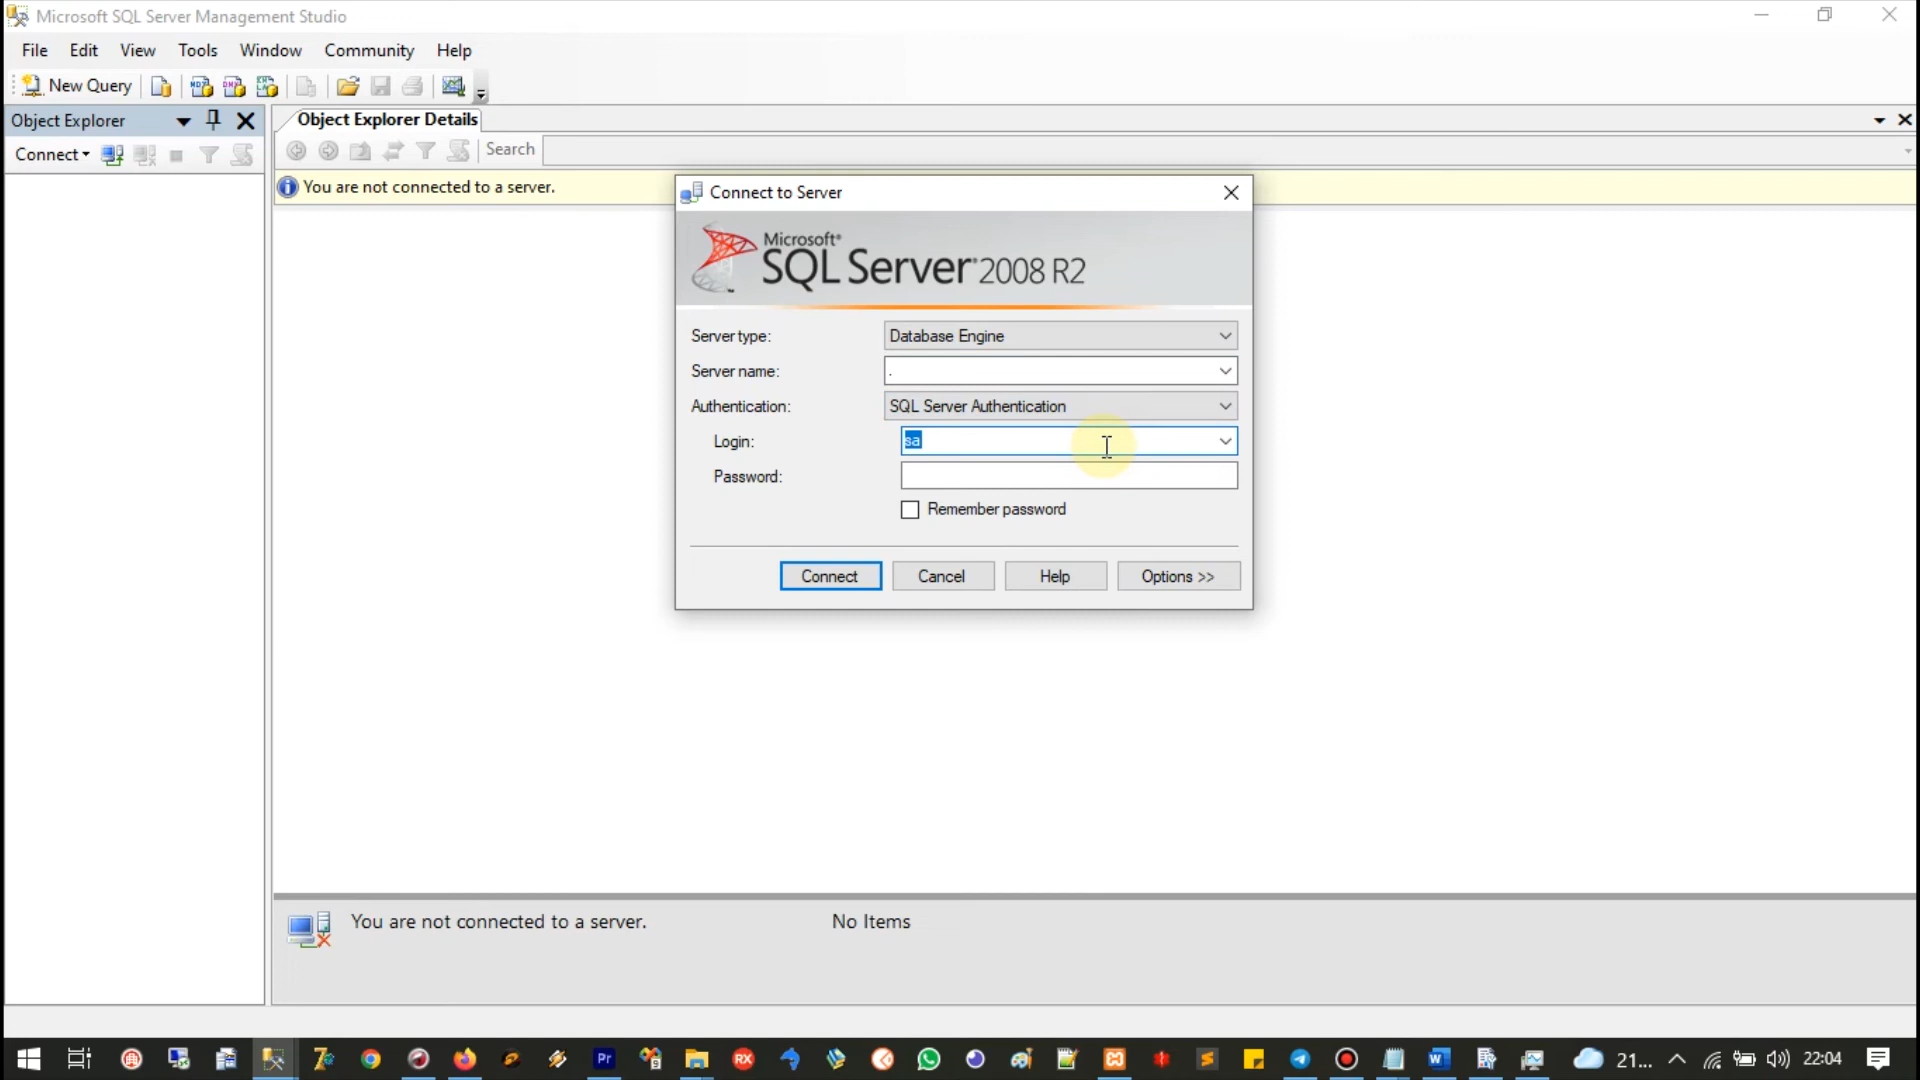 Microsoft SQL Server Management Studio
File Edit View Tools Window Community Help
New Query
Object Explorer
Object Explorer Details
Connect
Search
You are not connected to a server.
Connect to Server
Microsoft®
SQL Server® 2008 R2
Server type: Database Engine
Server name: .
Authentication: SQL Server Authentication
Login: sa
Password:
Remember password
Connect Cancel Help Options >>
You are not connected to a server. No Items
Pr
RX
W
21...
22:04